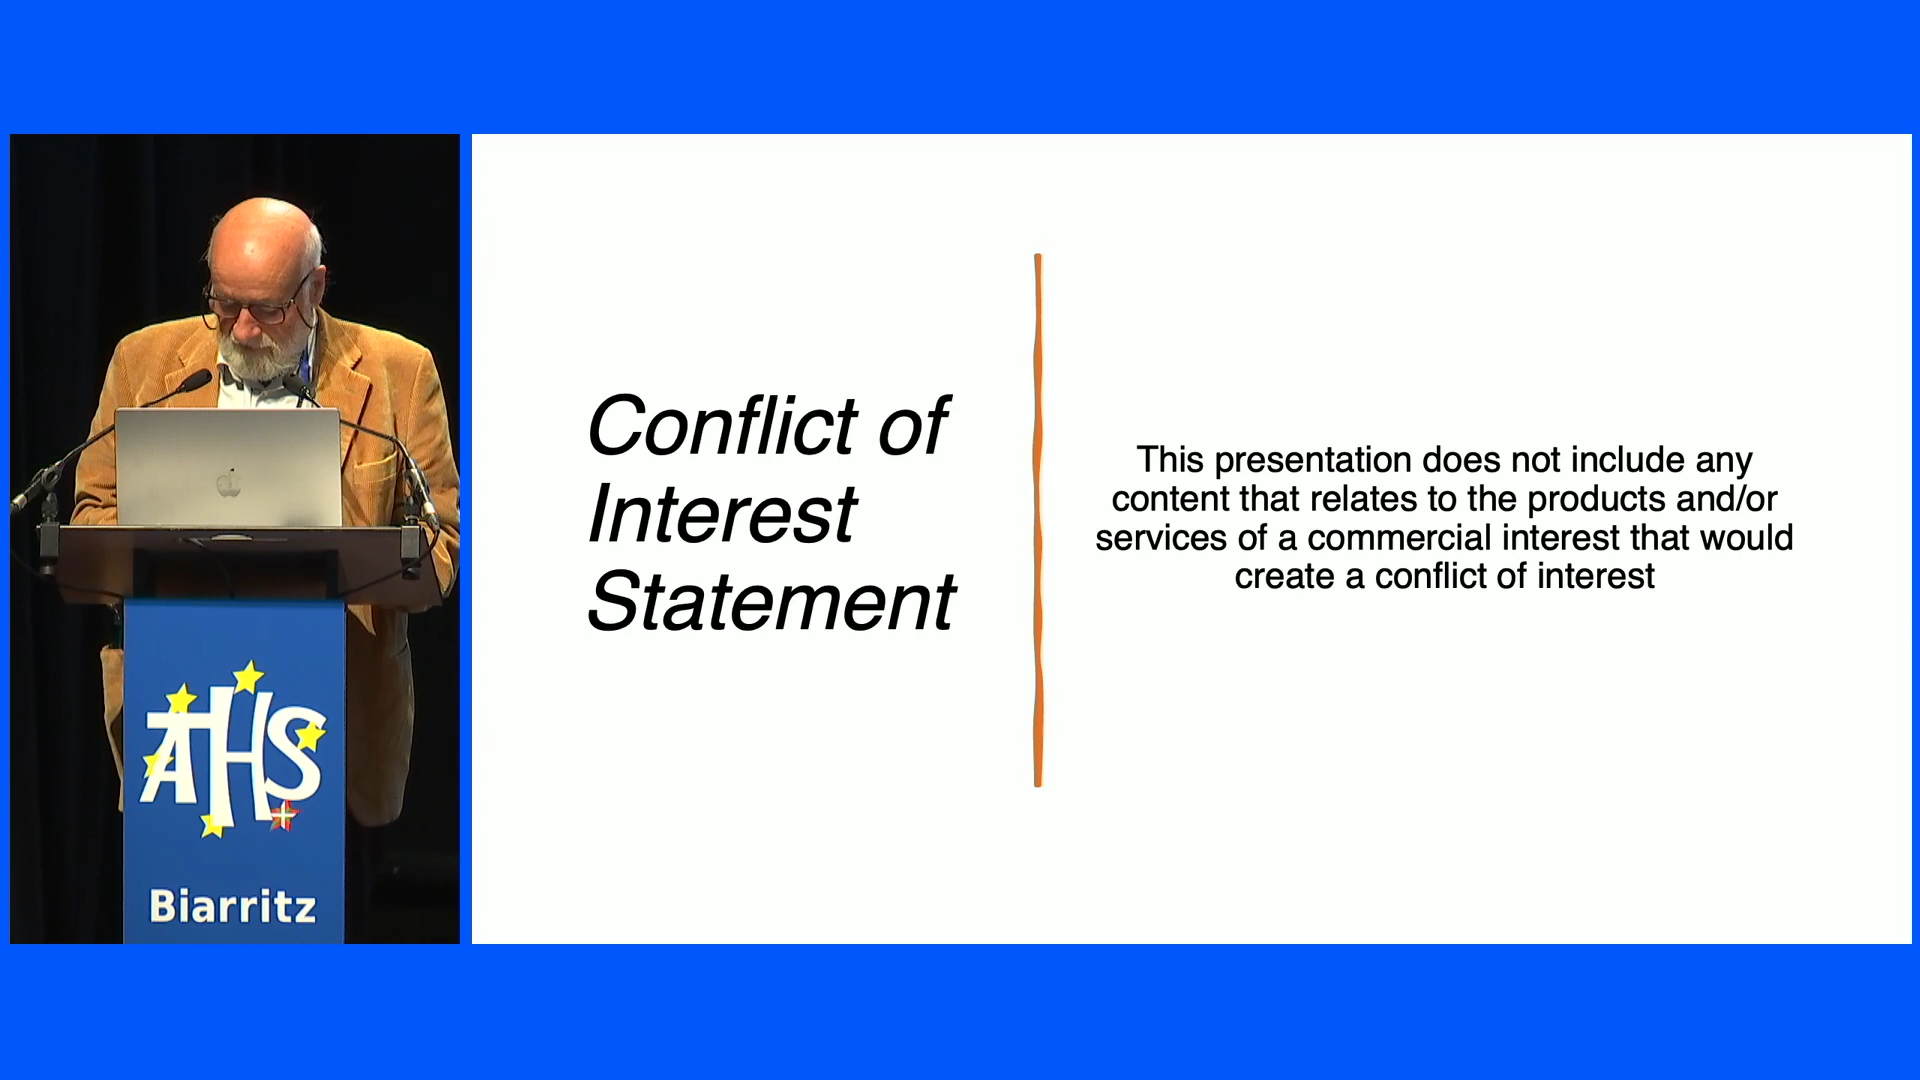 AHS
Biarritz
Conflict of
Interest
Statement
This presentation does not include any
content that relates to the products and/or
services of a commercial interest that would
create a conflict of interest